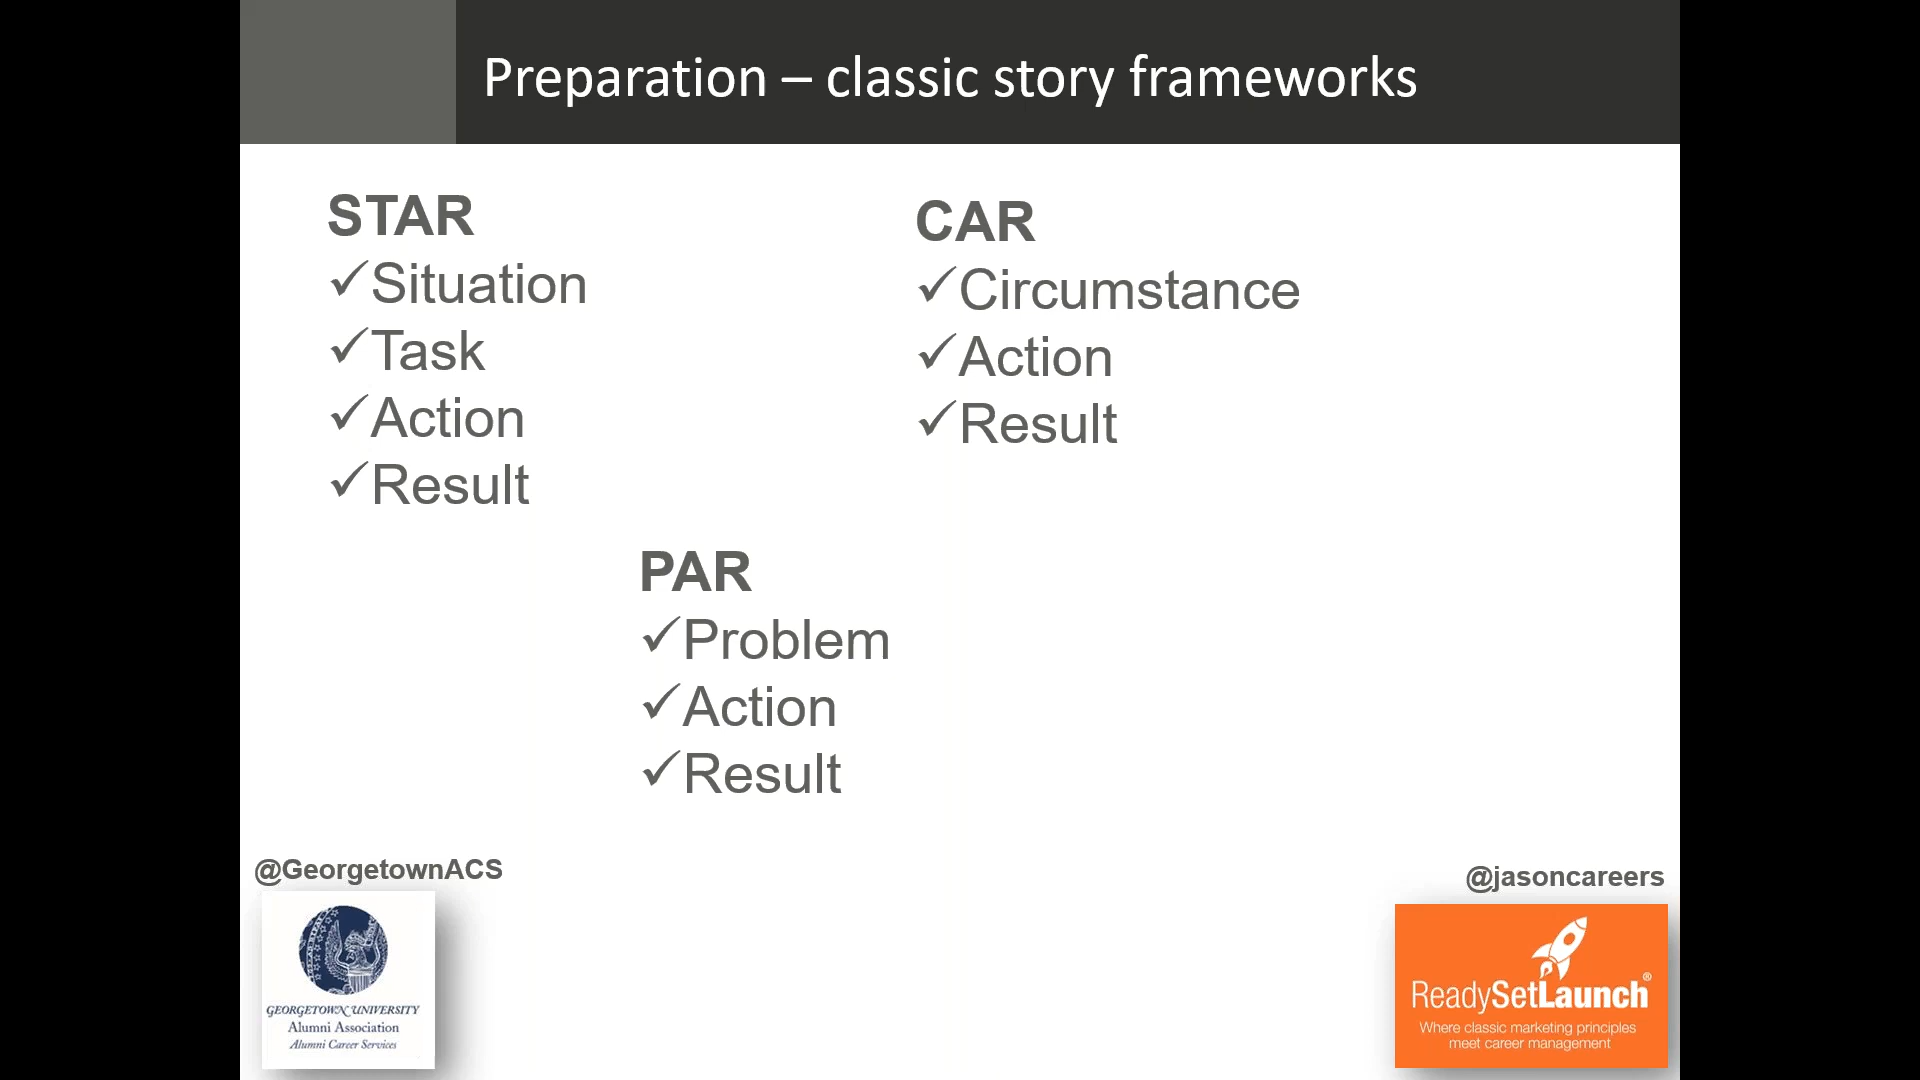 Preparation – classic story frameworks
STAR
✓Situation
✓Task
✓Action
✓Result
CAR
✓Circumstance
✓Action
✓Result
PAR
✓Problem
✓Action
✓Result
@GeorgetownACS
GEORGETOWN UNIVERSITY
Alumni Association
Alumni Career Services
@jasoncareers
ReadySetLaunch®
Where classic marketing principles
meet career management